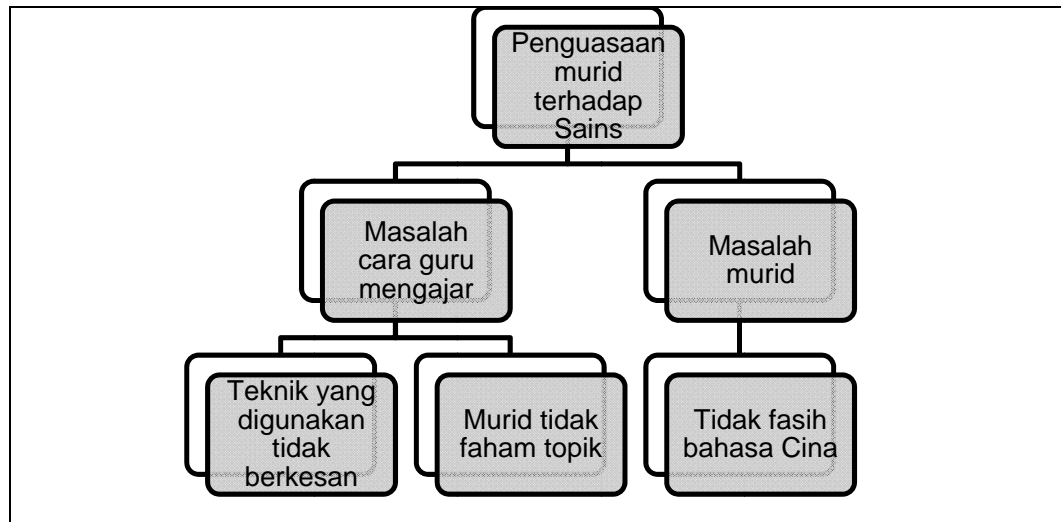 Penguasaan
murid
terhadap
Sains
Masalah
cara guru
mengajar
Masalah
murid
Teknik yang
digunakan
tidak
berkesan
Murid tidak
faham topik
Tidak fasih
bahasa Cina